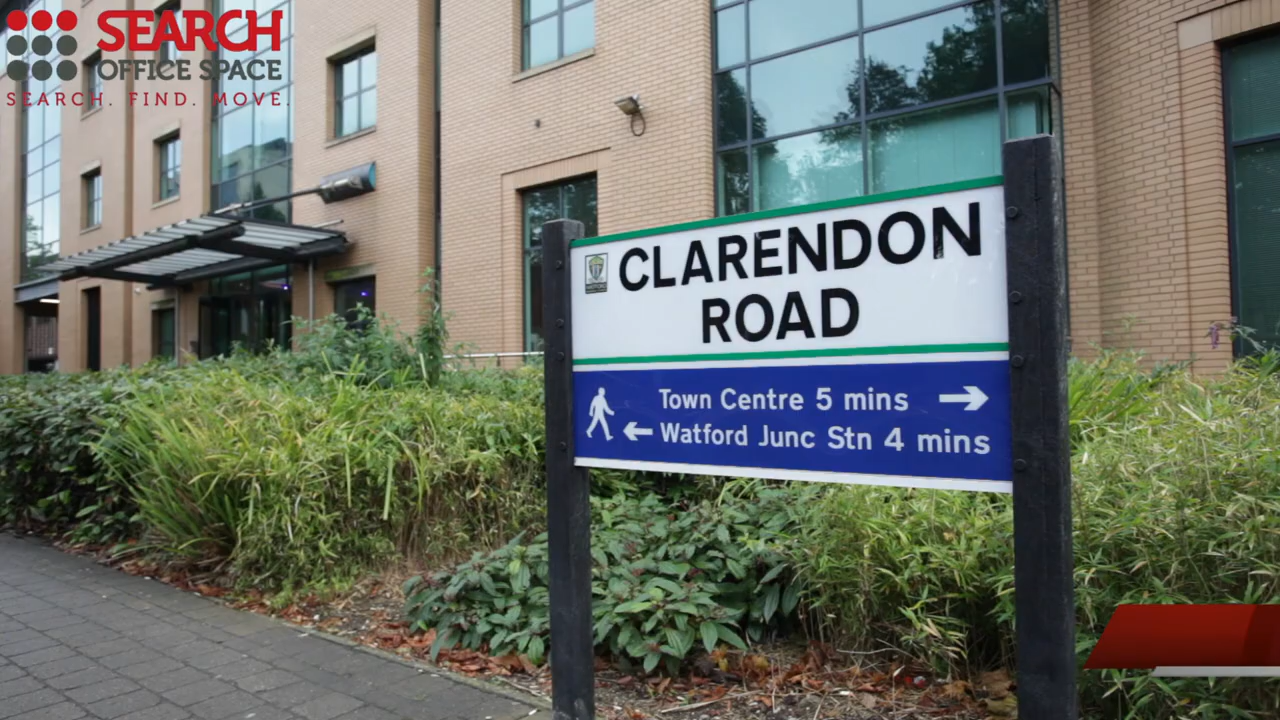 SEARCH
OFFICE SPACE
SEARCH. FIND. MOVE.
CLARENDON
ROAD
Town Centre 5 mins
Watford Junc Stn 4 mins